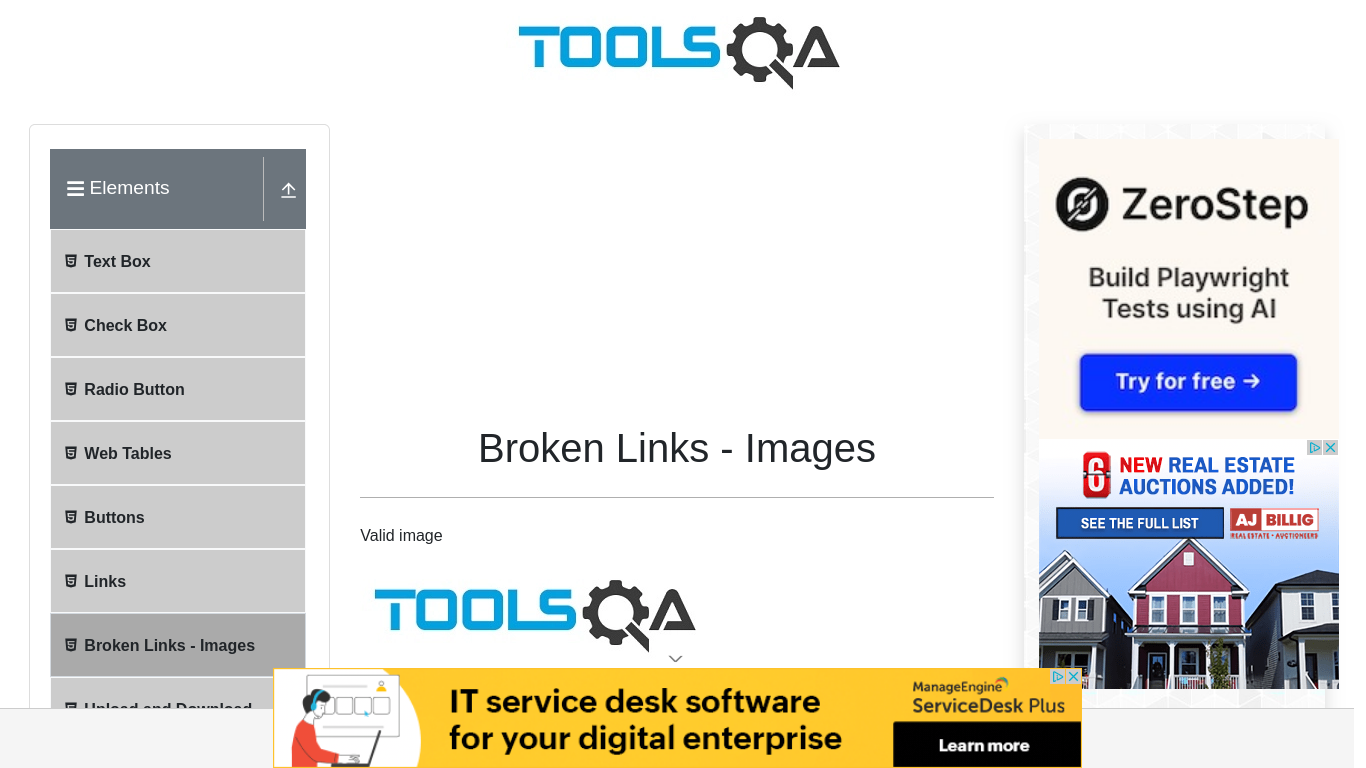 TOOLSQA
Elements
Text Box
Check Box
Radio Button
Web Tables
Buttons
Links
Broken Links - Images
Upload and Download
Broken Links - Images
Valid image
TOOLSQA
ZeroStep
Build Playwright
Tests using AI
Try for free →
6 NEW REAL ESTATE
AUCTIONS ADDED!
SEE THE FULL LIST
AJ BILLIG
REAL ESTATE • AUCTIONEERS
IT service desk software
for your digital enterprise
ManageEngine
ServiceDesk Plus
Learn more